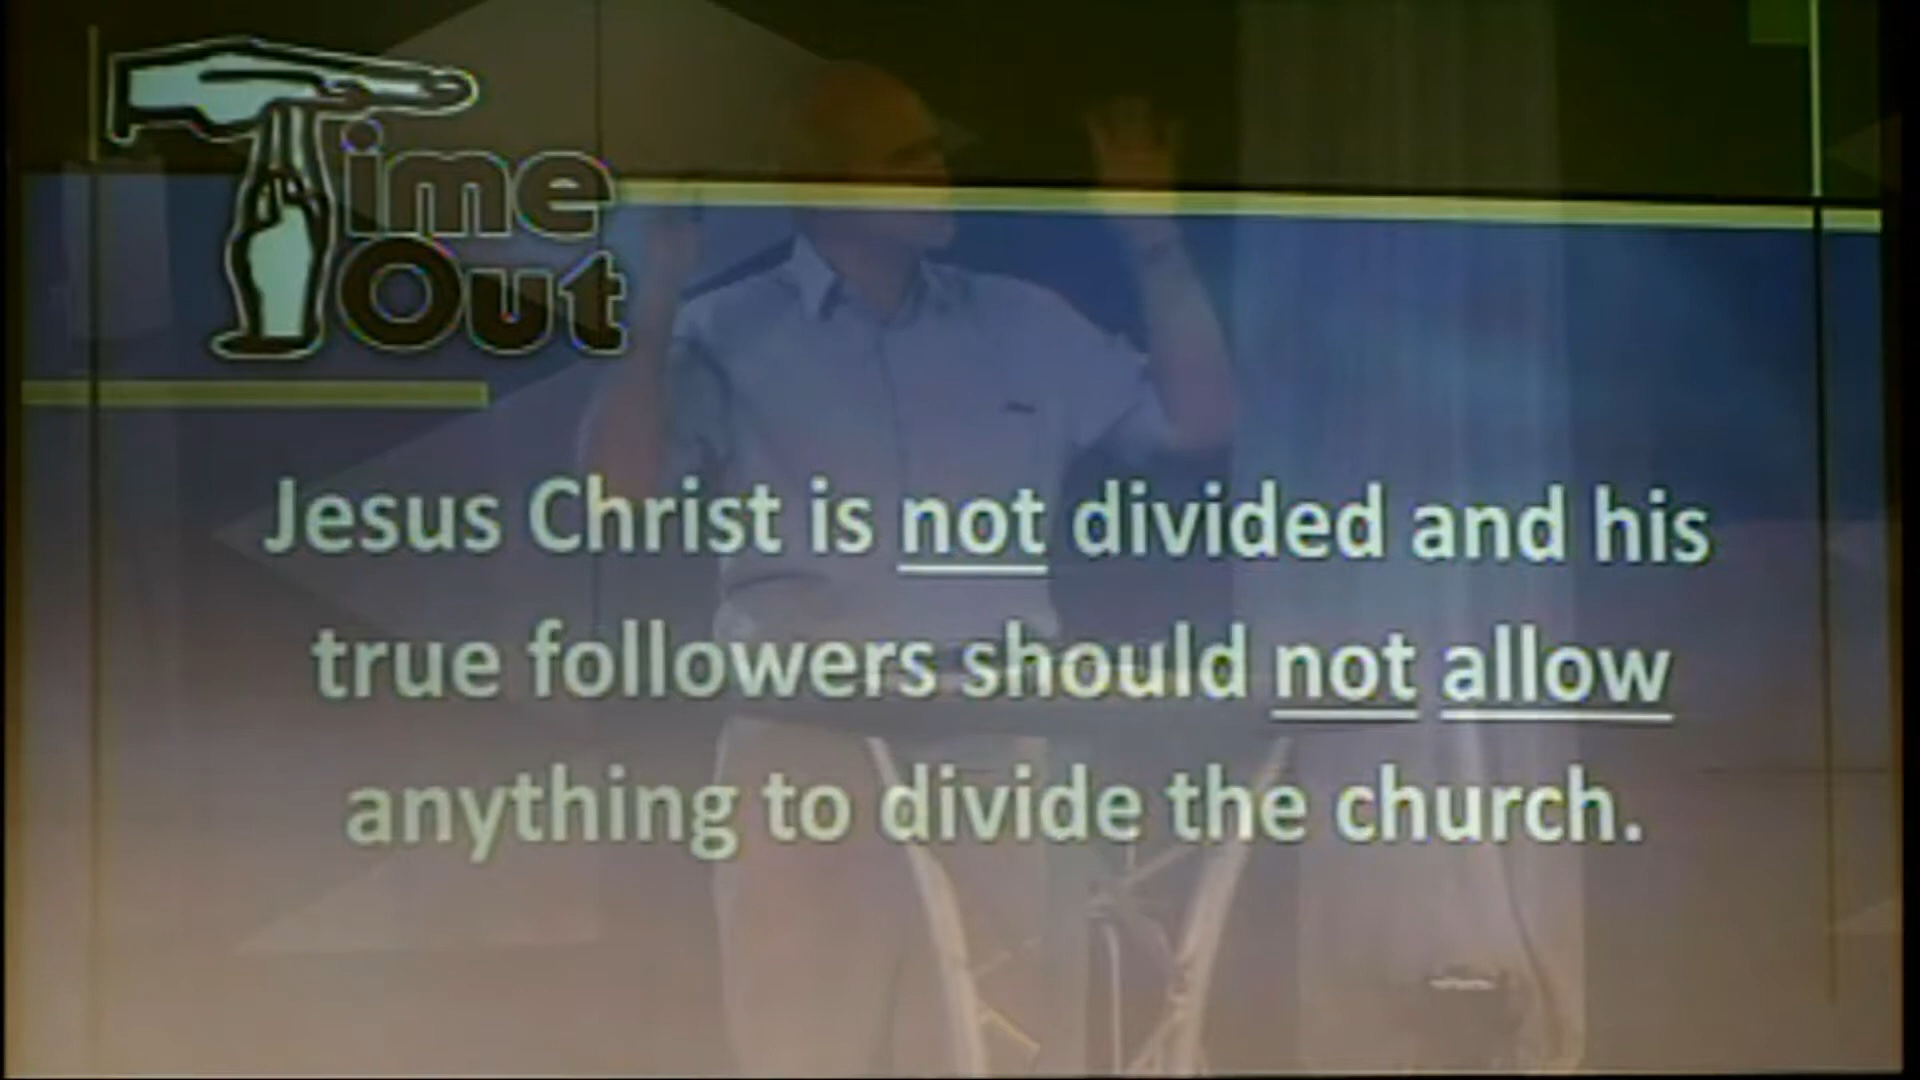 Time
Out
Jesus Christ is not divided and his
true followers should not allow
anything to divide the church.